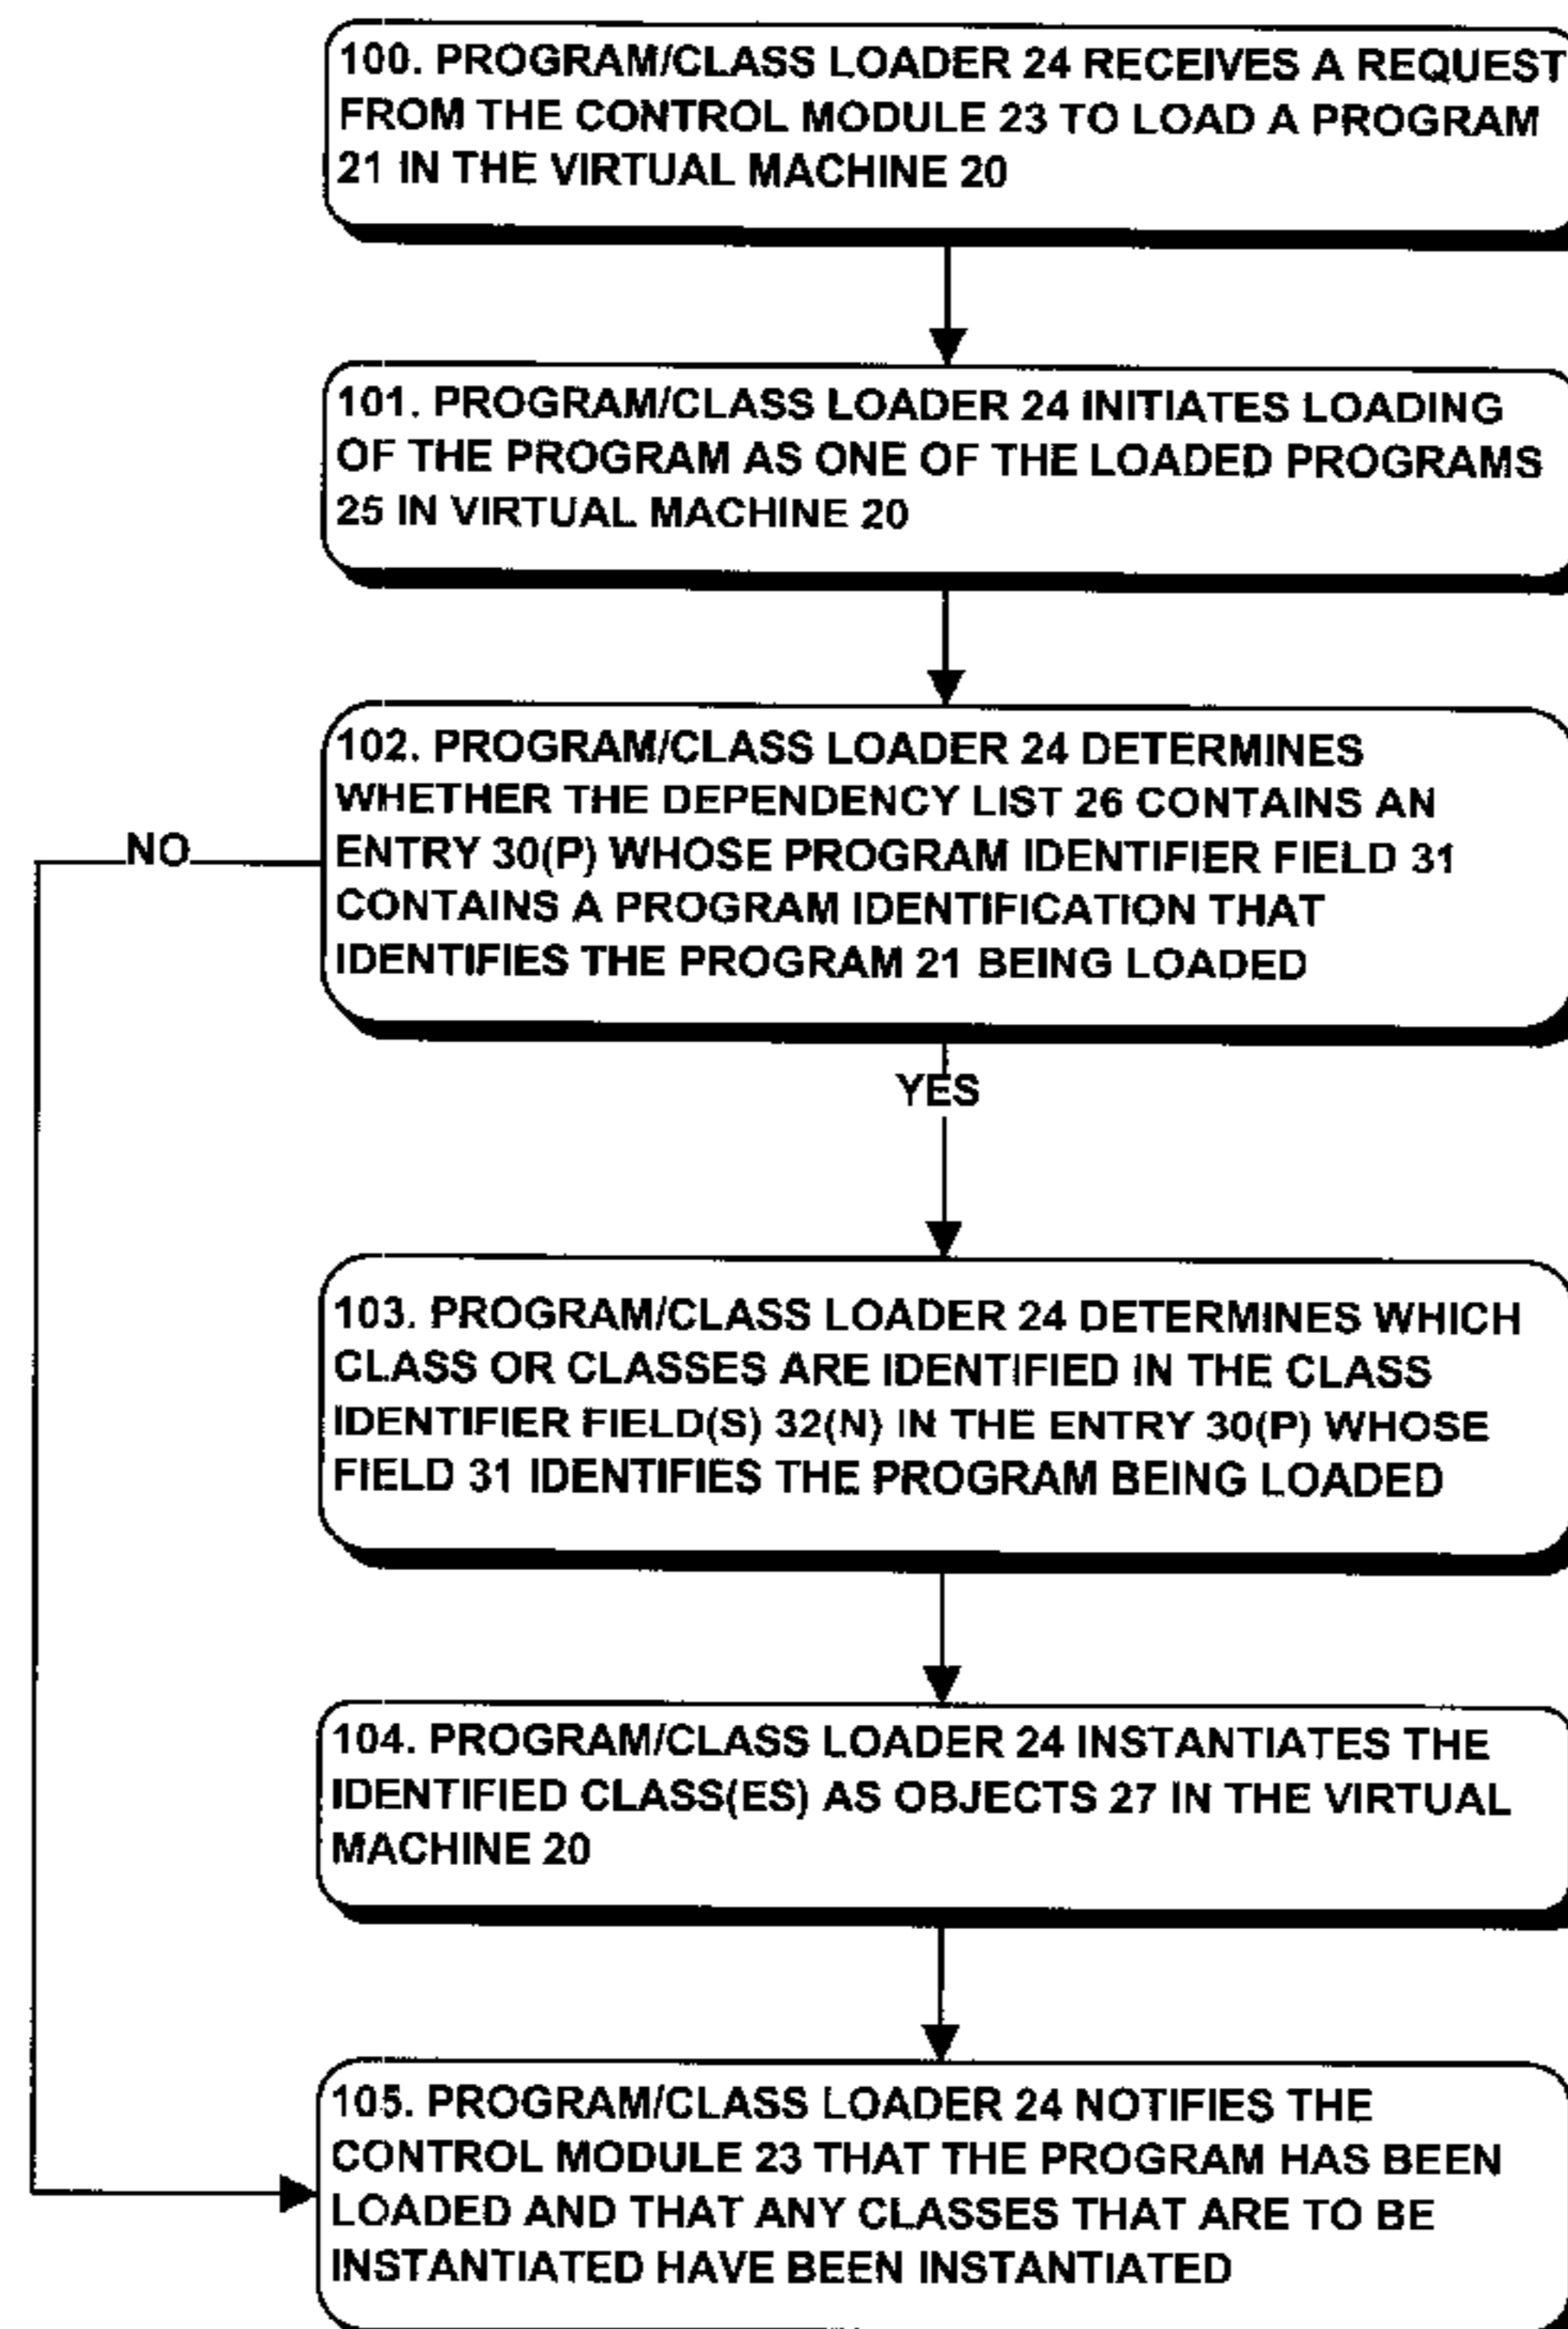 100. PROGRAM/CLASS LOADER 24 RECEIVES A REQUEST
FROM THE CONTROL MODULE 23 TO LOAD A PROGRAM
21 IN THE VIRTUAL MACHINE 20
101. PROGRAM/CLASS LOADER 24 INITIATES LOADING
OF THE PROGRAM AS ONE OF THE LOADED PROGRAMS
25 IN VIRTUAL MACHINE 20
102. PROGRAM/CLASS LOADER 24 DETERMINES
WHETHER THE DEPENDENCY LIST 26 CONTAINS AN
ENTRY 30(P) WHOSE PROGRAM IDENTIFIER FIELD 31
CONTAINS A PROGRAM IDENTIFICATION THAT
IDENTIFIES THE PROGRAM 21 BEING LOADED
NO
YES
103. PROGRAM/CLASS LOADER 24 DETERMINES WHICH
CLASS OR CLASSES ARE IDENTIFIED IN THE CLASS
IDENTIFIER FIELD(S) 32(N) IN THE ENTRY 30(P) WHOSE
FIELD 31 IDENTIFIES THE PROGRAM BEING LOADED
104. PROGRAM/CLASS LOADER 24 INSTANTIATES THE
IDENTIFIED CLASS(ES) AS OBJECTS 27 IN THE VIRTUAL
MACHINE 20
105. PROGRAM/CLASS LOADER 24 NOTIFIES THE
CONTROL MODULE 23 THAT THE PROGRAM HAS BEEN
LOADED AND THAT ANY CLASSES THAT ARE TO BE
INSTANTIATED HAVE BEEN INSTANTIATED